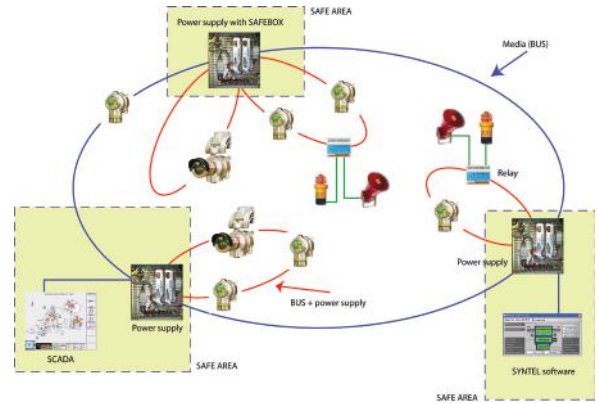 SAFE AREA
Power supply with SAFEBOX
Media (BUS)
Relay
Power supply
BUS + power supply
Power supply
SCADA
SYNTEL software
SAFE AREA
SAFE AREA